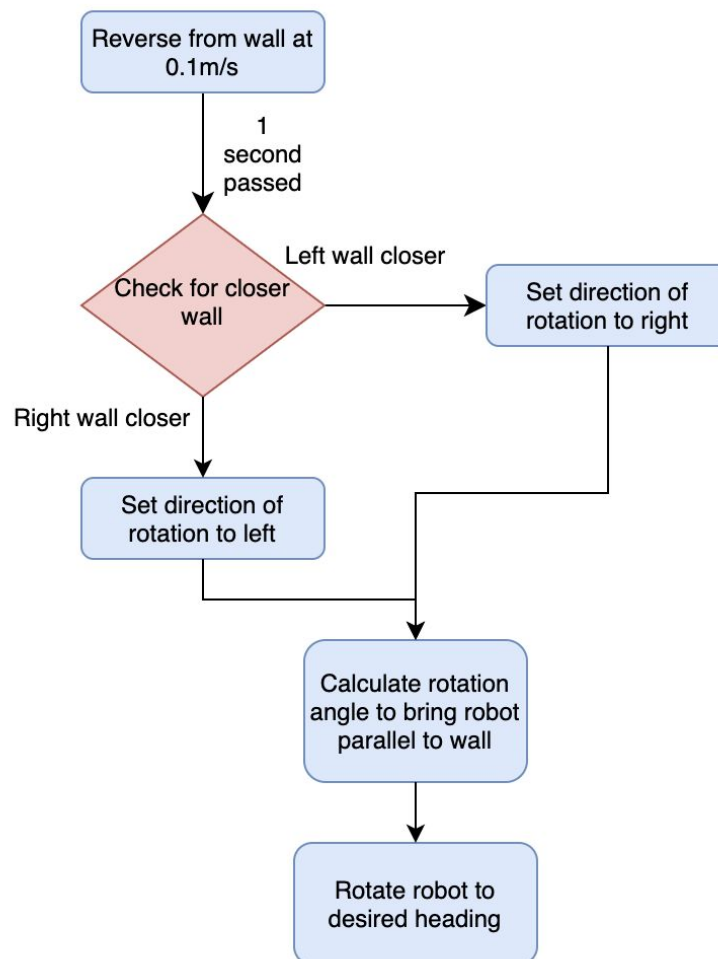 Reverse from wall at
0.1m/s
1
second
passed
Check for closer
wall
Left wall closer
Set direction of
rotation to right
Right wall closer
Set direction of
rotation to left
Calculate rotation
angle to bring robot
parallel to wall
Rotate robot to
desired heading